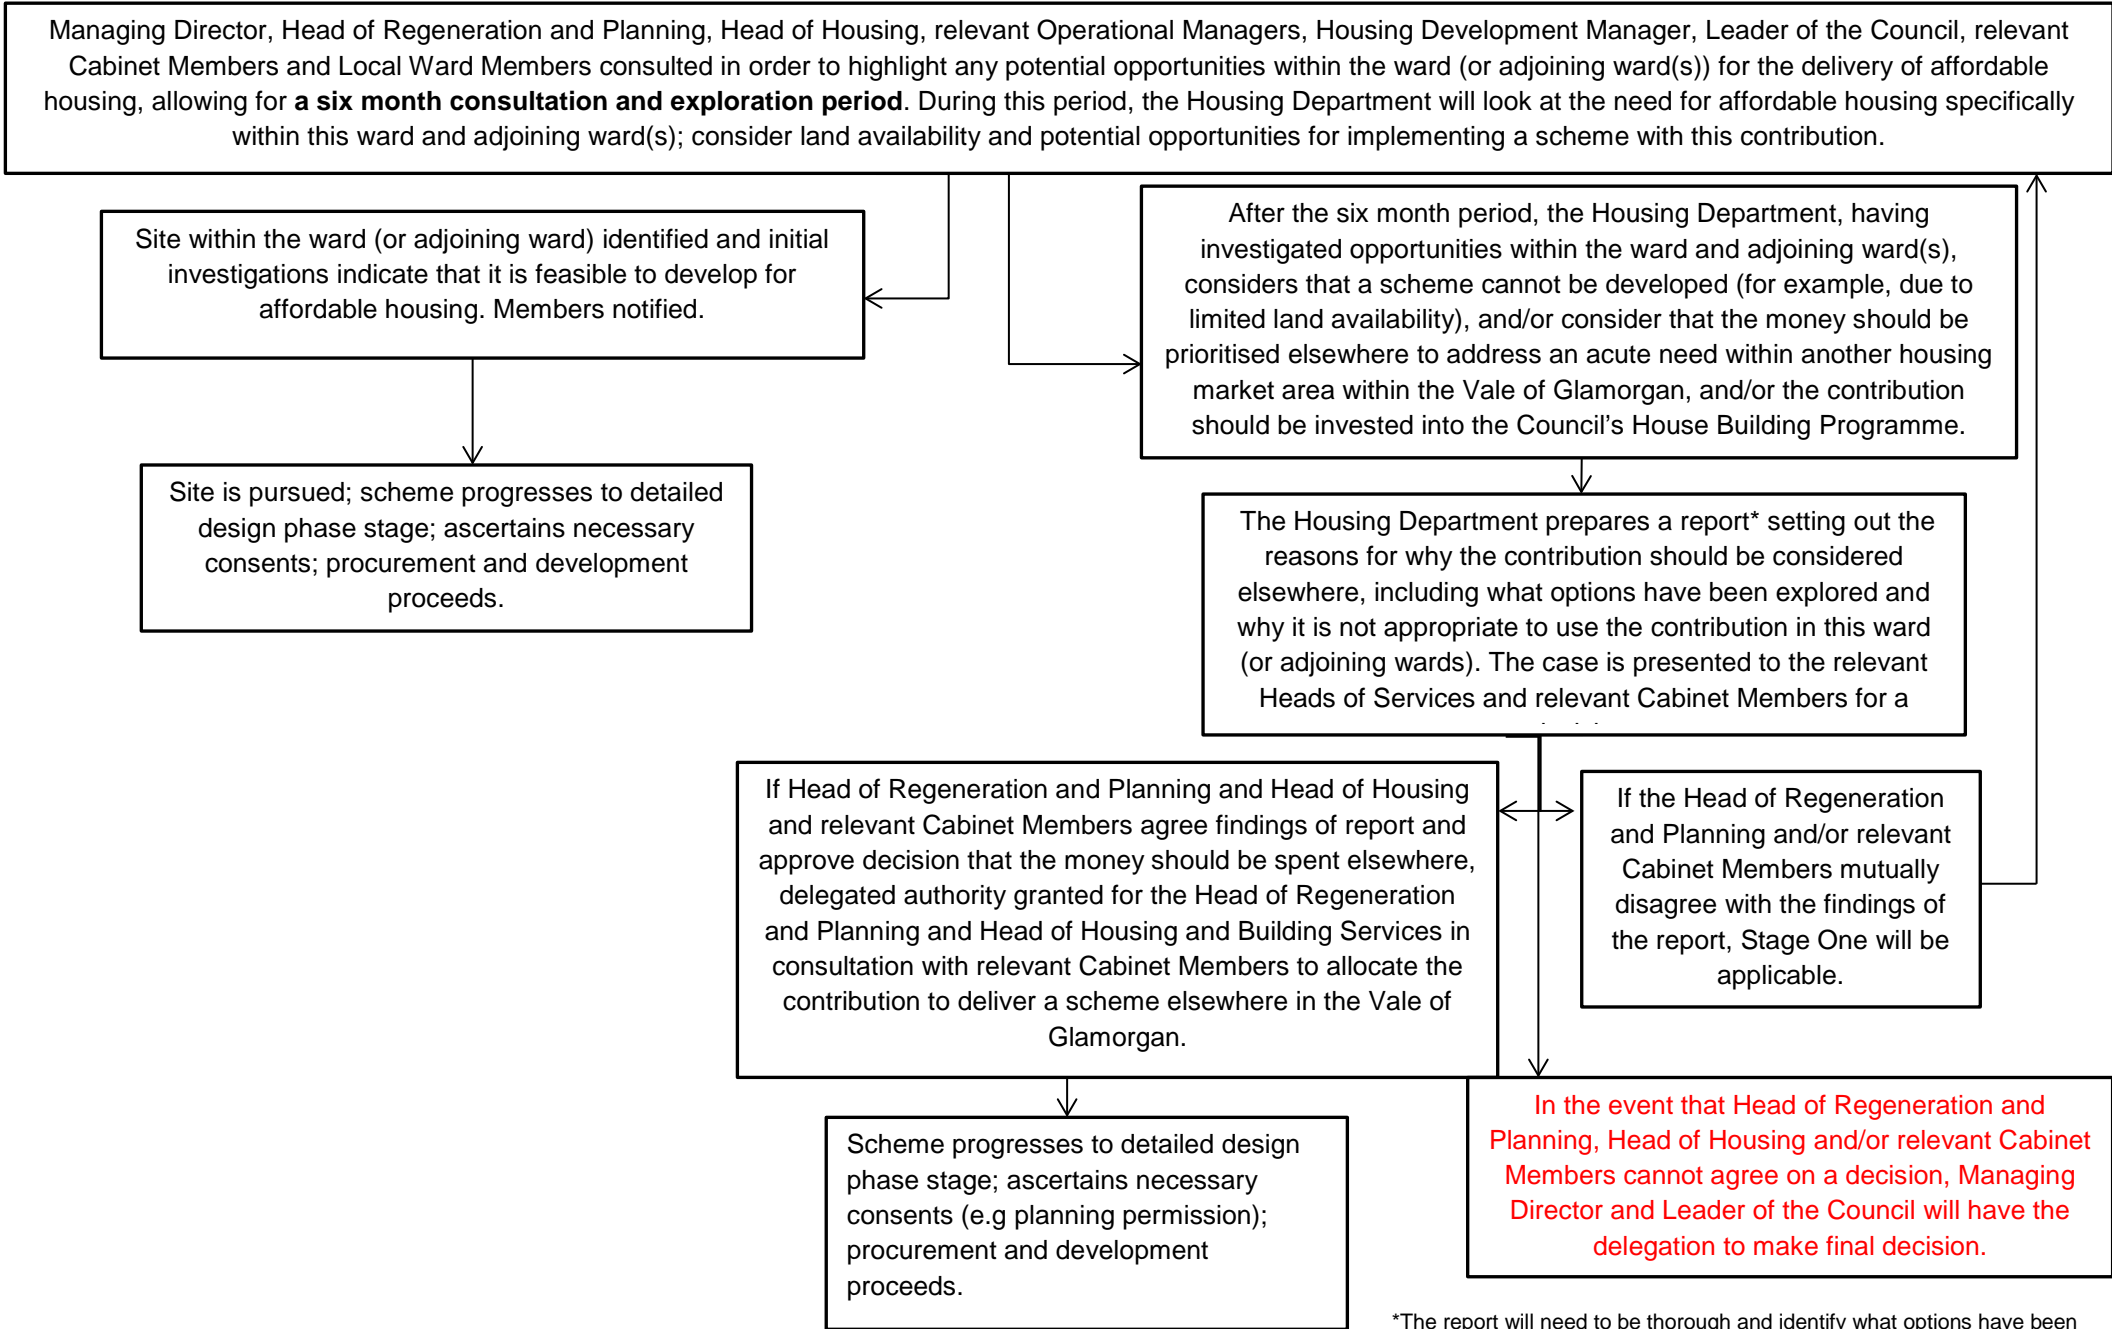 Managing Director, Head of Regeneration and Planning, Head of Housing, relevant Operational Managers, Housing Development Manager, Leader of the Council, relevant
Cabinet Members and Local Ward Members consulted in order to highlight any potential opportunities within the ward (or adjoining ward(s)) for the delivery of affordable
housing, allowing for a six month consultation and exploration period. During this period, the Housing Department will look at the need for affordable housing specifically
within this ward and adjoining ward(s); consider land availability and potential opportunities for implementing a scheme with this contribution.
Site within the ward (or adjoining ward) identified and initial
investigations indicate that it is feasible to develop for
affordable housing. Members notified.
Site is pursued; scheme progresses to detailed
design phase stage; ascertains necessary
consents; procurement and development
proceeds.
After the six month period, the Housing Department, having
investigated opportunities within the ward and adjoining ward(s),
considers that a scheme cannot be developed (for example, due to
limited land availability), and/or consider that the money should be
prioritised elsewhere to address an acute need within another housing
market area within the Vale of Glamorgan, and/or the contribution
should be invested into the Council’s House Building Programme.
The Housing Department prepares a report* setting out the
reasons for why the contribution should be considered
elsewhere, including what options have been explored and
why it is not appropriate to use the contribution in this ward
(or adjoining wards). The case is presented to the relevant
Heads of Services and relevant Cabinet Members for a
If Head of Regeneration and Planning and Head of Housing
and relevant Cabinet Members agree findings of report and
approve decision that the money should be spent elsewhere,
delegated authority granted for the Head of Regeneration
and Planning and Head of Housing and Building Services in
consultation with relevant Cabinet Members to allocate the
contribution to deliver a scheme elsewhere in the Vale of
Glamorgan.
If the Head of Regeneration
and Planning and/or relevant
Cabinet Members mutually
disagree with the findings of
the report, Stage One will be
applicable.
Scheme progresses to detailed design
phase stage; ascertains necessary
consents (e.g planning permission);
procurement and development
proceeds.
In the event that Head of Regeneration and
Planning, Head of Housing and/or relevant Cabinet
Members cannot agree on a decision, Managing
Director and Leader of the Council will have the
delegation to make final decision.
*The report will need to be thorough and identify what options have been